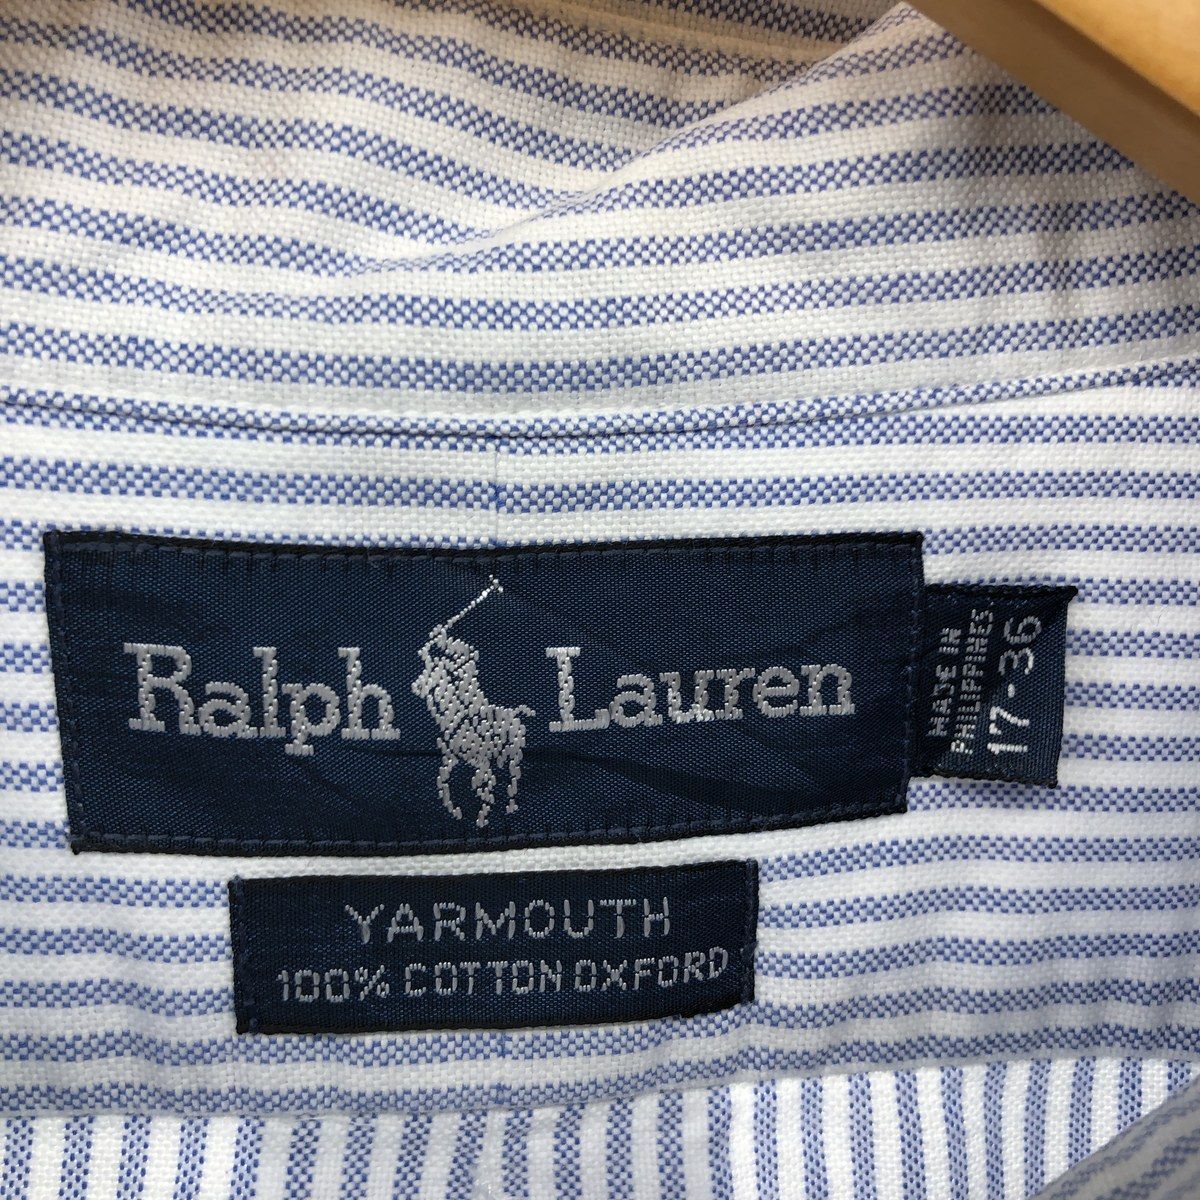 Ralph Lauren
MADE IN
PHILIPPINES
17-36
YARMOUTH
100% COTTON OXFORD